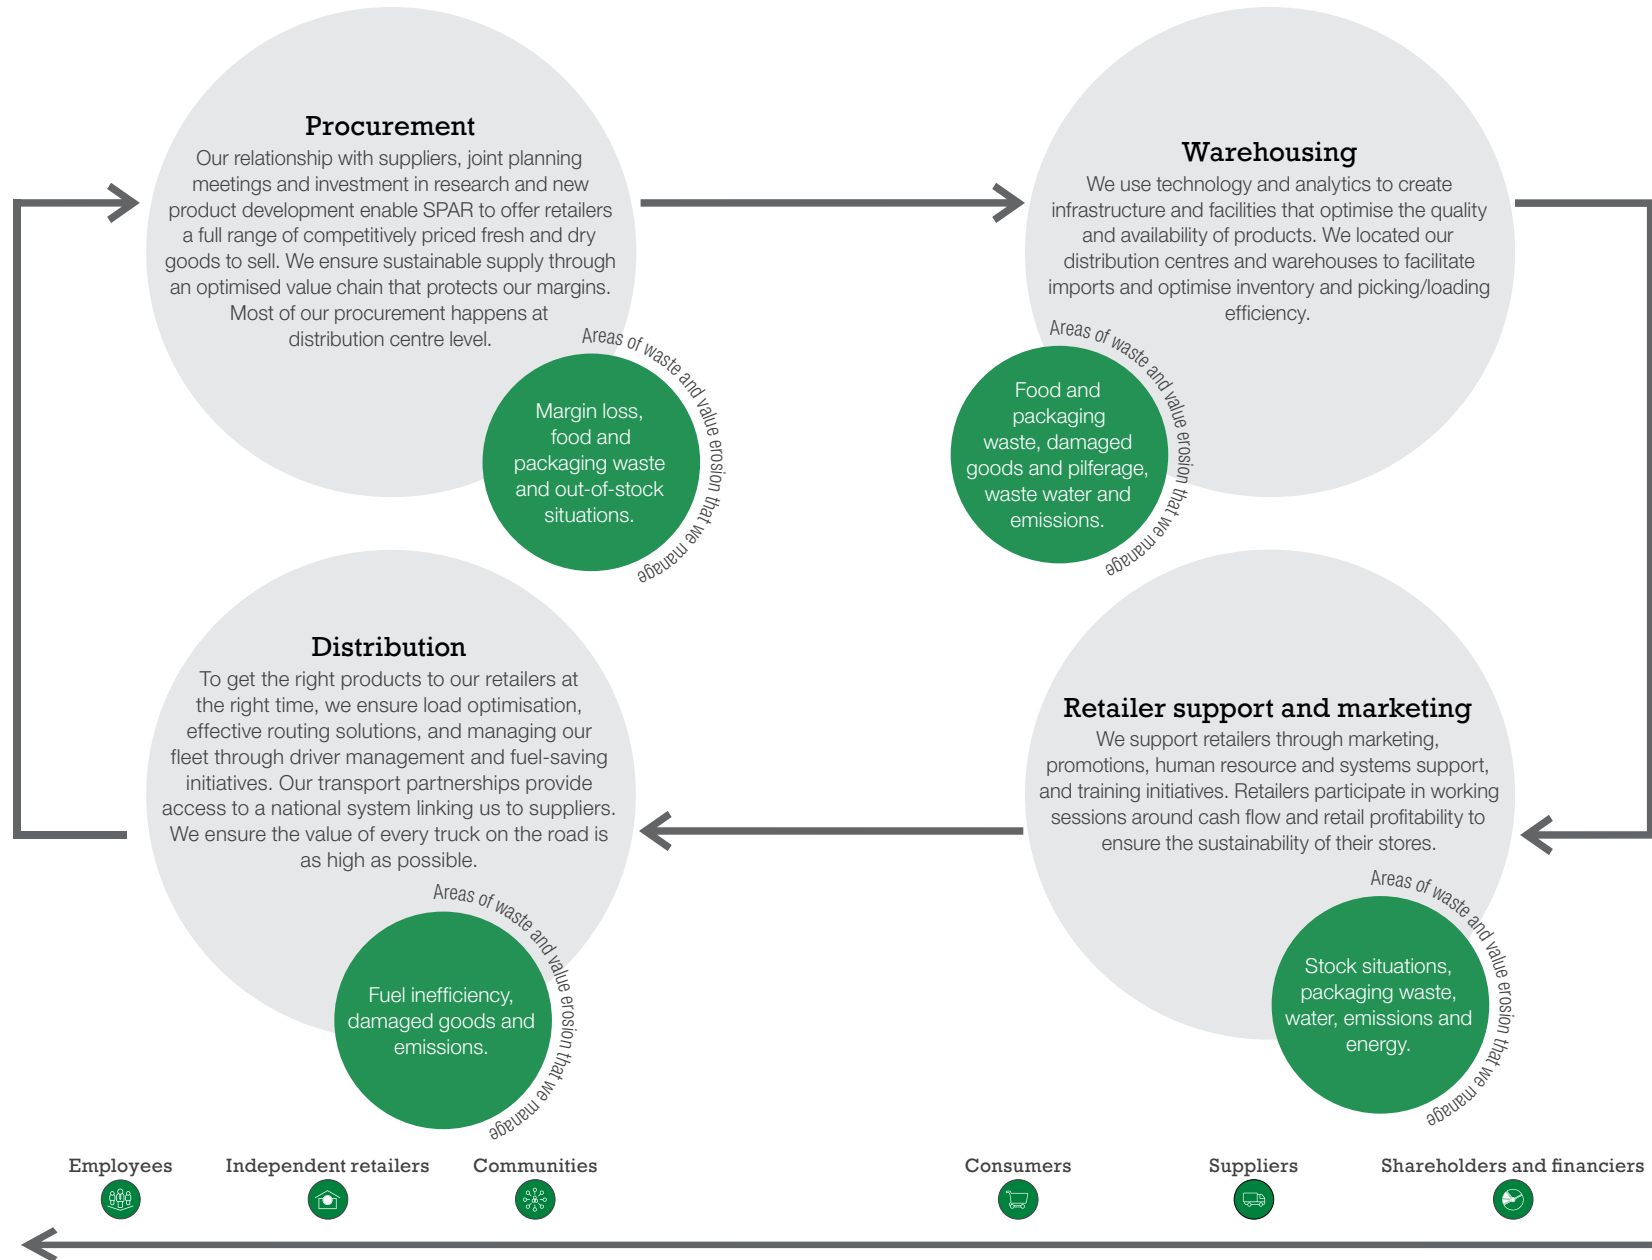 Procurement
Our relationship with suppliers, joint planning
meetings and investment in research and new
product development enable SPAR to offer retailers
a full range of competitively priced fresh and dry
goods to sell. We ensure sustainable supply through
an optimised value chain that protects our margins.
Most of our procurement happens at
distribution centre level.
Areas of waste and value erosion that we manage
Margin loss,
food and
packaging waste
and out-of-stock
situations.
Warehousing
We use technology and analytics to create
infrastructure and facilities that optimise the quality
and availability of products. We located our
distribution centres and warehouses to facilitate
imports and optimise inventory and picking/loading
efficiency.
Areas of waste and value erosion that we manage
Food and
packaging
waste, damaged
goods and pilferage,
waste water and
emissions.
Distribution
To get the right products to our retailers at
the right time, we ensure load optimisation,
effective routing solutions, and managing our
fleet through driver management and fuel-saving
initiatives. Our transport partnerships provide
access to a national system linking us to suppliers.
We ensure the value of every truck on the road is
as high as possible.
Areas of waste and value erosion that we manage
Fuel inefficiency,
damaged goods and
emissions.
Retailer support and marketing
We support retailers through marketing,
promotions, human resource and systems support,
and training initiatives. Retailers participate in working
sessions around cash flow and retail profitability to
ensure the sustainability of their stores.
Areas of waste and value erosion that we manage
Stock situations,
packaging waste,
water, emissions and
energy.
Employees
Independent retailers
Communities
Consumers
Suppliers
Shareholders and financiers